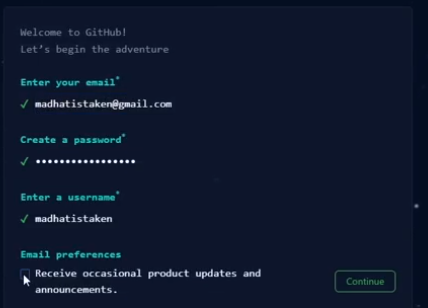 Welcome to GitHub!
Let's begin the adventure
Enter your email*
✓ madhatistaken@gmail.com
Create a password*
✓ •••••••••••••••••
Enter a username*
✓ madhatistaken
Email preferences
Receive occasional product updates and
announcements.
Continue